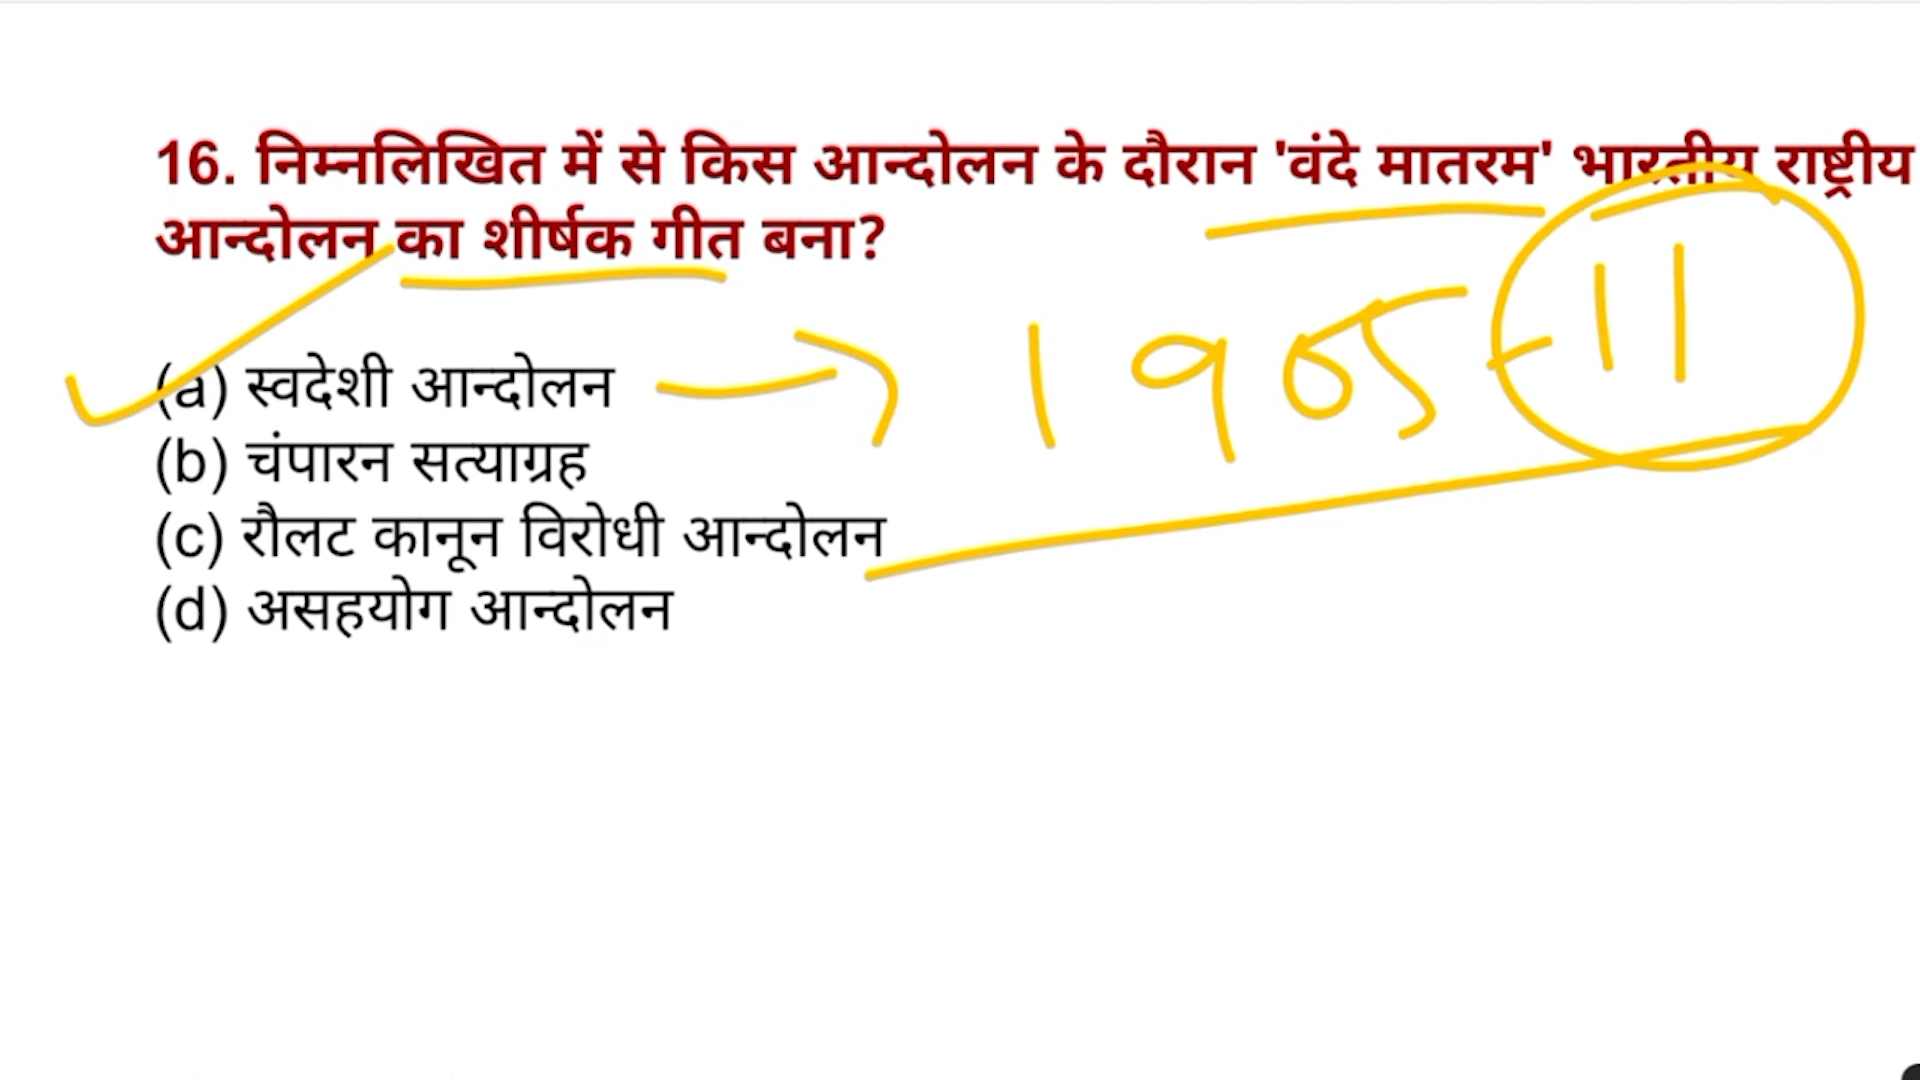 16. निम्नलिखित में से किस आन्दोलन के दौरान 'वंदे मातरम' भारतीय राष्ट्रीय
आन्दोलन का शीर्षक गीत बना?
(a) स्वदेशी आन्दोलन → 1905-11
(b) चंपारन सत्याग्रह
(c) रौलट कानून विरोधी आन्दोलन
(d) असहयोग आन्दोलन